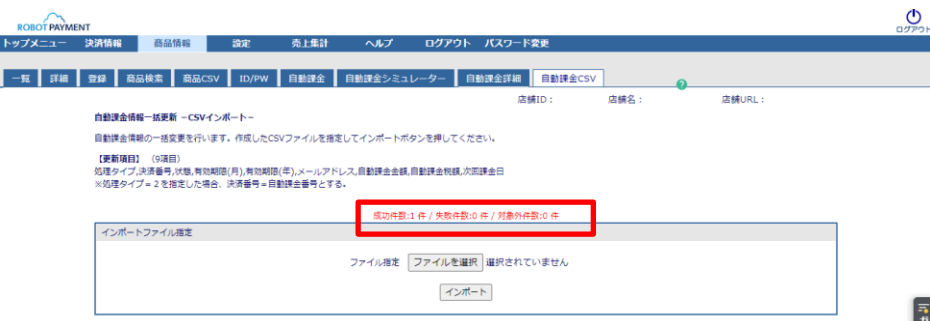 ROBOT PAYMENT
ログアウト
トップメニュー 決済情報 商品情報 設定 売上集計 ヘルプ ログアウト パスワード変更
一覧 詳細 登録 商品検索 商品CSV ID/PW 自動課金 自動課金シミュレーター 自動課金詳細 自動課金CSV ?
店舗ID： 店舗名： 店舗URL：
自動課金情報一括更新 －CSVインポート－
自動課金情報の一括変更を行います。作成したCSVファイルを指定してインポートボタンを押してください。
【更新項目】（9項目）
処理タイプ,決済番号,状態,有効期限(月),有効期限(年),メールアドレス,自動課金金額,自動課金税額,次回課金日
※処理タイプ＝２を指定した場合、決済番号＝自動課金番号とする。
成功件数:1 件 / 失敗件数:0 件 / 対象外件数:0 件
インポートファイル指定
ファイル指定 ファイルを選択 選択されていません
インポート